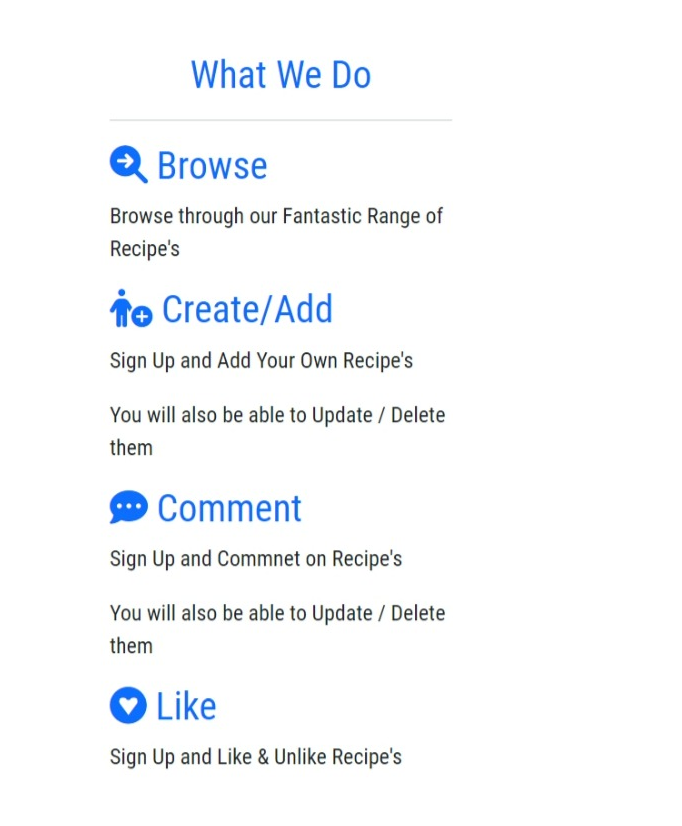 What We Do
Browse
Browse through our Fantastic Range of
Recipe's
Create/Add
Sign Up and Add Your Own Recipe's
You will also be able to Update / Delete
them
Comment
Sign Up and Commnet on Recipe's
You will also be able to Update / Delete
them
Like
Sign Up and Like & Unlike Recipe's